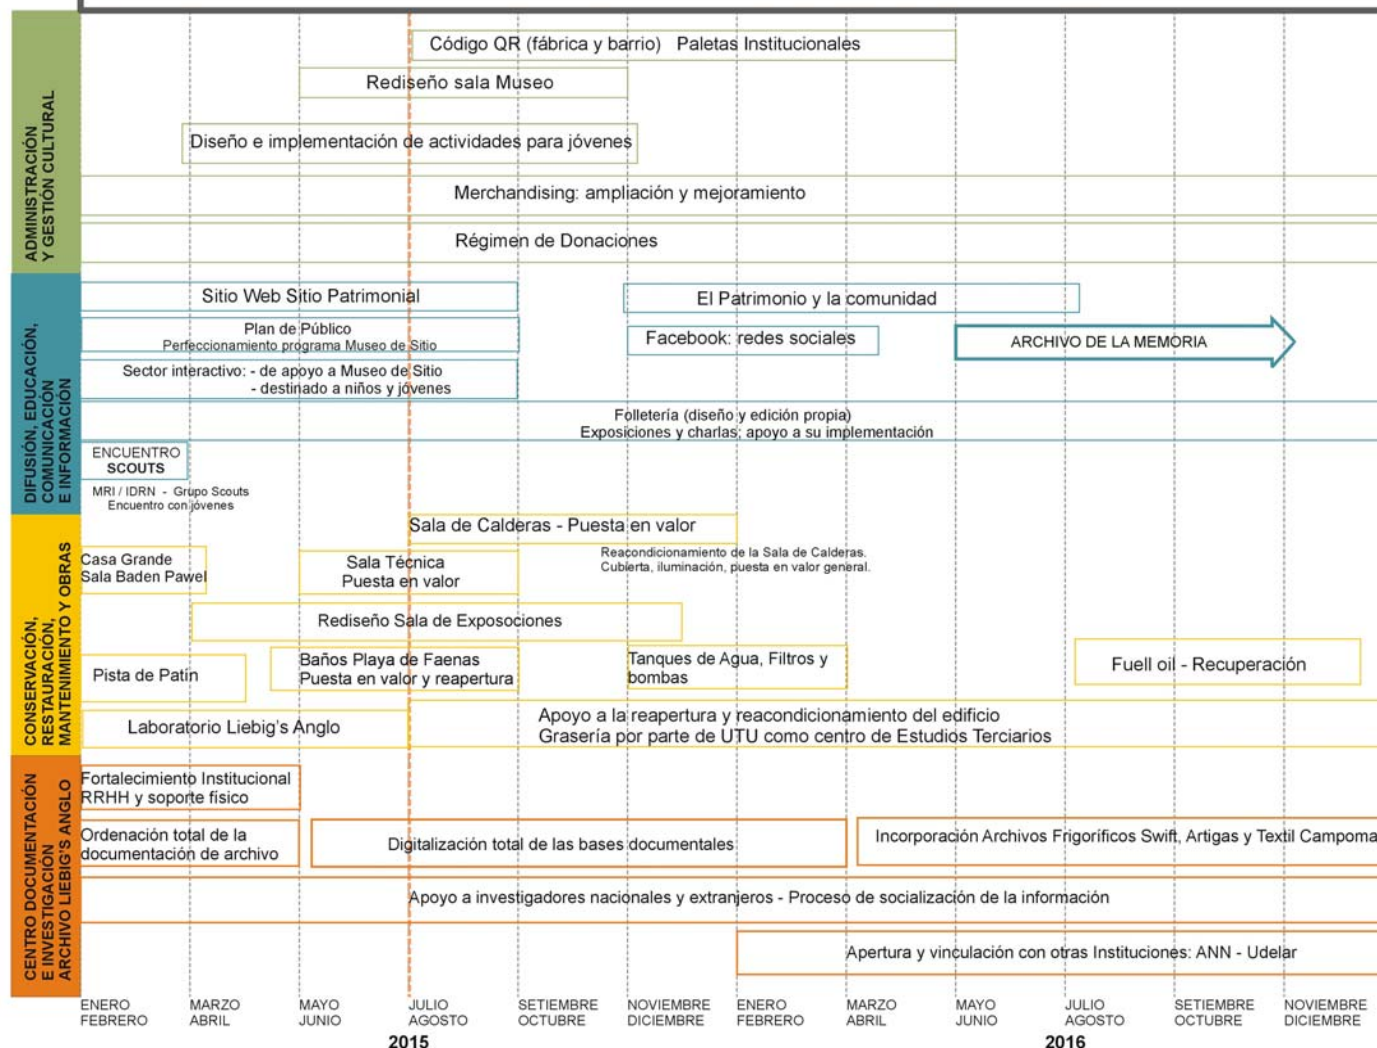 ADMINISTRACIÓN
Y GESTIÓN CULTURAL
Código QR (fábrica y barrio) Paletas Institucionales
Rediseño sala Museo
Diseño e implementación de actividades para jóvenes
Merchandising: ampliación y mejoramiento
Régimen de Donaciones
DIFUSIÓN, EDUCACIÓN,
COMUNICACIÓN
E INFORMACIÓN
Sitio Web Sitio Patrimonial
El Patrimonio y la comunidad
Plan de Público
Perfeccionamiento programa Museo de Sitio
Facebook: redes sociales
ARCHIVO DE LA MEMORIA
Sector interactivo: - de apoyo a Museo de Sitio
- destinado a niños y jóvenes
Folletería (diseño y edición propia)
Exposiciones y charlas; apoyo a su implementación
ENCUENTRO
SCOUTS
MRI / IDRN - Grupo Scouts
Encuentro con jóvenes
CONSERVACIÓN,
RESTAURACIÓN,
MANTENIMIENTO Y OBRAS
Sala de Calderas - Puesta en valor
Reacondicionamiento de la Sala de Calderas.
Cubierta, iluminación, puesta en valor general.
Casa Grande
Sala Baden Pawel
Sala Técnica
Puesta en valor
Rediseño Sala de Exposociones
Pista de Patín
Baños Playa de Faenas
Puesta en valor y reapertura
Tanques de Agua, Filtros y
bombas
Fuell oil - Recuperación
Laboratorio Liebig's Anglo
Apoyo a la reapertura y reacondicionamiento del edificio
Grasería por parte de UTU como centro de Estudios Terciarios
CENTRO DOCUMENTACIÓN
E INVESTIGACIÓN
ARCHIVO LIEBIG'S ANGLO
Fortalecimiento Institucional
RRHH y soporte físico
Ordenación total de la
documentación de archivo
Digitalización total de las bases documentales
Incorporación Archivos Frigoríficos Swift, Artigas y Textil Campoma
Apoyo a investigadores nacionales y extranjeros - Proceso de socialización de la información
Apertura y vinculación con otras Instituciones: ANN - Udelar
ENERO
FEBRERO
MARZO
ABRIL
MAYO
JUNIO
JULIO
AGOSTO
SETIEMBRE
OCTUBRE
NOVIEMBRE
DICIEMBRE
ENERO
FEBRERO
MARZO
ABRIL
MAYO
JUNIO
JULIO
AGOSTO
SETIEMBRE
OCTUBRE
NOVIEMBRE
DICIEMBRE
2015
2016